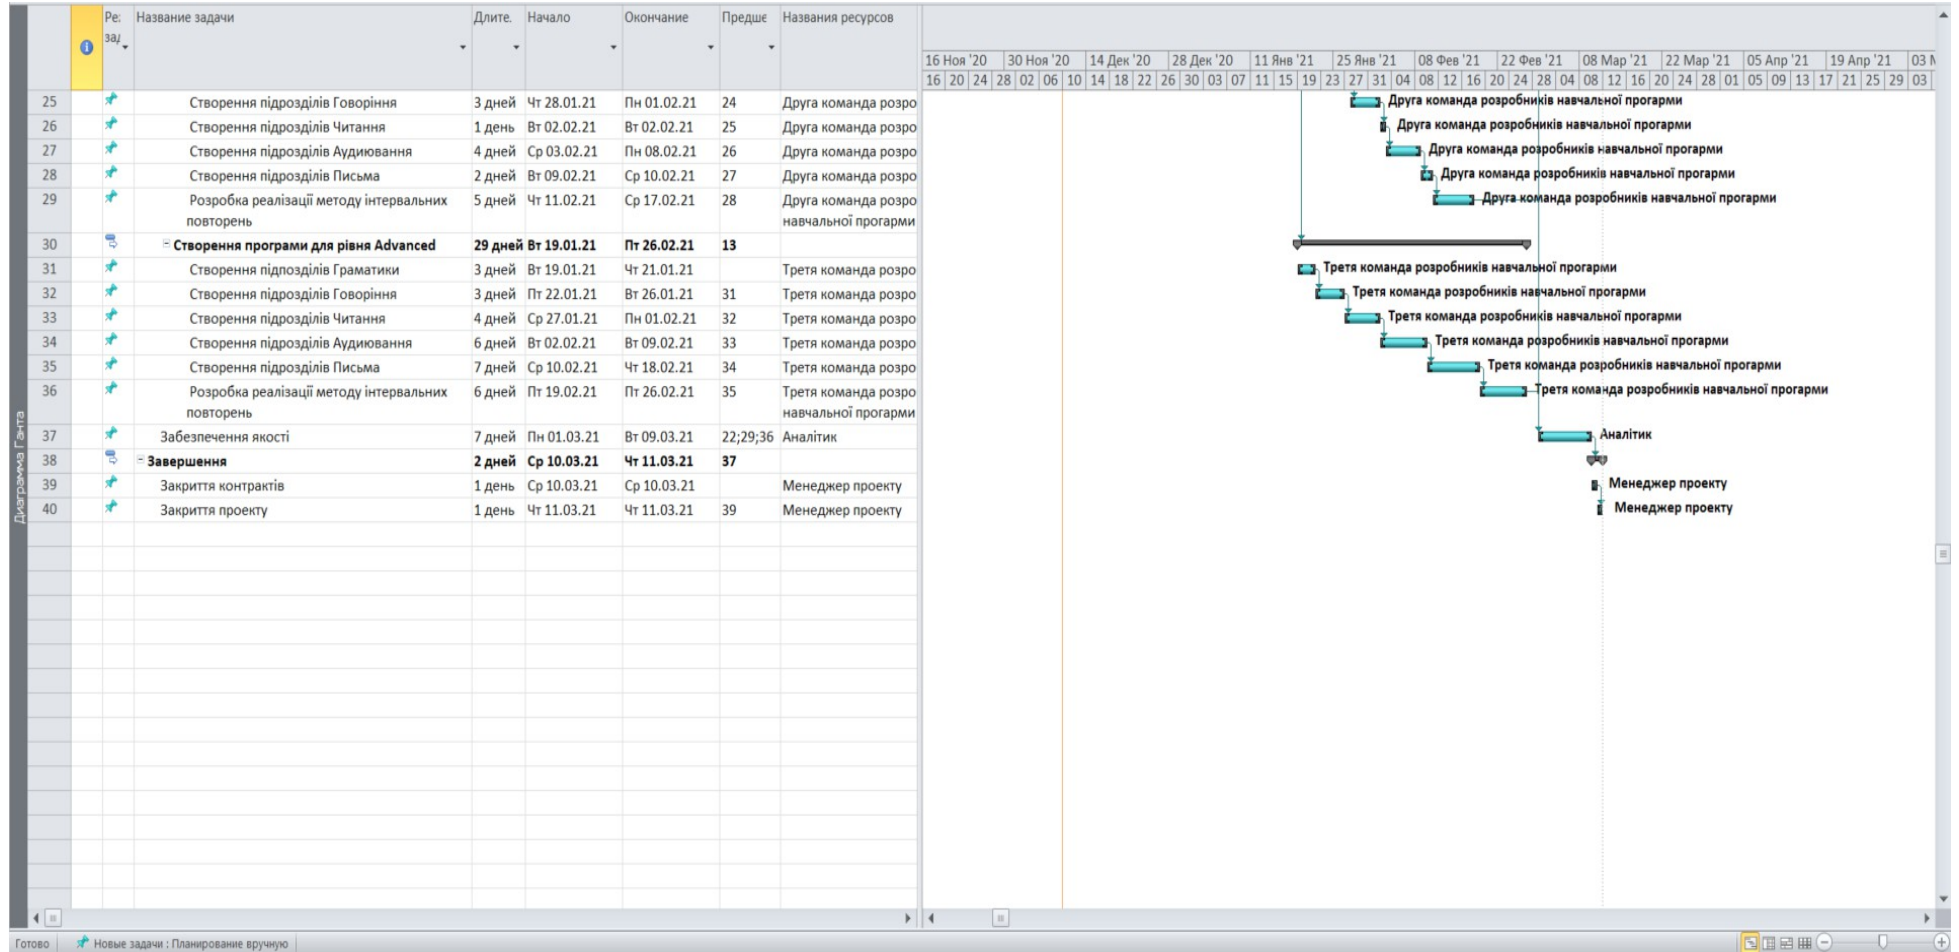 Ре: Название задачи Длите. Начало Окончание Предше Названия ресурсов
зад
16 Ноя '20 30 Ноя '20 14 Дек '20 28 Дек '20 11 Янв '21 25 Янв '21 08 Фев '21 22 Фев '21 08 Мар '21 22 Мар '21 05 Апр '21 19 Апр '21 03
16 20 24 28 02 06 10 14 18 22 26 30 03 07 11 15 19 23 27 31 04 08 12 16 20 24 28 04 08 12 16 20 24 28 01 05 09 13 17 21 25 29 03
25 Створення підрозділів Говоріння 3 дней Чт 28.01.21 Пн 01.02.21 24 Друга команда розро Друга команда розробників навчальної прогарми
26 Створення підрозділів Читання 1 день Вт 02.02.21 Вт 02.02.21 25 Друга команда розро Друга команда розробників навчальної прогарми
27 Створення підрозділів Аудиювання 4 дней Ср 03.02.21 Пн 08.02.21 26 Друга команда розро Друга команда розробників навчальної прогарми
28 Створення підрозділів Письма 2 дней Вт 09.02.21 Ср 10.02.21 27 Друга команда розро Друга команда розробників навчальної прогарми
29 Розробка реалізації методу інтервальних 5 дней Чт 11.02.21 Ср 17.02.21 28 Друга команда розро Друга команда розробників навчальної прогарми
повторень навчальної прогарми
30 Створення програми для рівня Advanced 29 дней Вт 19.01.21 Пт 26.02.21 13
31 Створення підпозділів Граматики 3 дней Вт 19.01.21 Чт 21.01.21 Третя команда розро Третя команда розробників навчальної прогарми
32 Створення підрозділів Говоріння 3 дней Пт 22.01.21 Вт 26.01.21 31 Третя команда розро Третя команда розробників навчальної прогарми
33 Створення підрозділів Читання 4 дней Ср 27.01.21 Пн 01.02.21 32 Третя команда розро Третя команда розробників навчальної прогарми
34 Створення підрозділів Аудиювання 6 дней Вт 02.02.21 Вт 09.02.21 33 Третя команда розро Третя команда розробників навчальної прогарми
35 Створення підрозділів Письма 7 дней Ср 10.02.21 Чт 18.02.21 34 Третя команда розро Третя команда розробників навчальної прогарми
36 Розробка реалізації методу інтервальних 6 дней Пт 19.02.21 Пт 26.02.21 35 Третя команда розро Третя команда розробників навчальної прогарми
повторень навчальної прогарми
37 Забезпечення якості 7 дней Пн 01.03.21 Вт 09.03.21 22;29;36 Аналітик Аналітик
38 Завершення 2 дней Ср 10.03.21 Чт 11.03.21 37
39 Закриття контрактів 1 день Ср 10.03.21 Ср 10.03.21 Менеджер проекту Менеджер проекту
40 Закриття проекту 1 день Чт 11.03.21 Чт 11.03.21 39 Менеджер проекту Менеджер проекту
Диаграмма Ганта
Готово Новые задачи : Планирование вручную